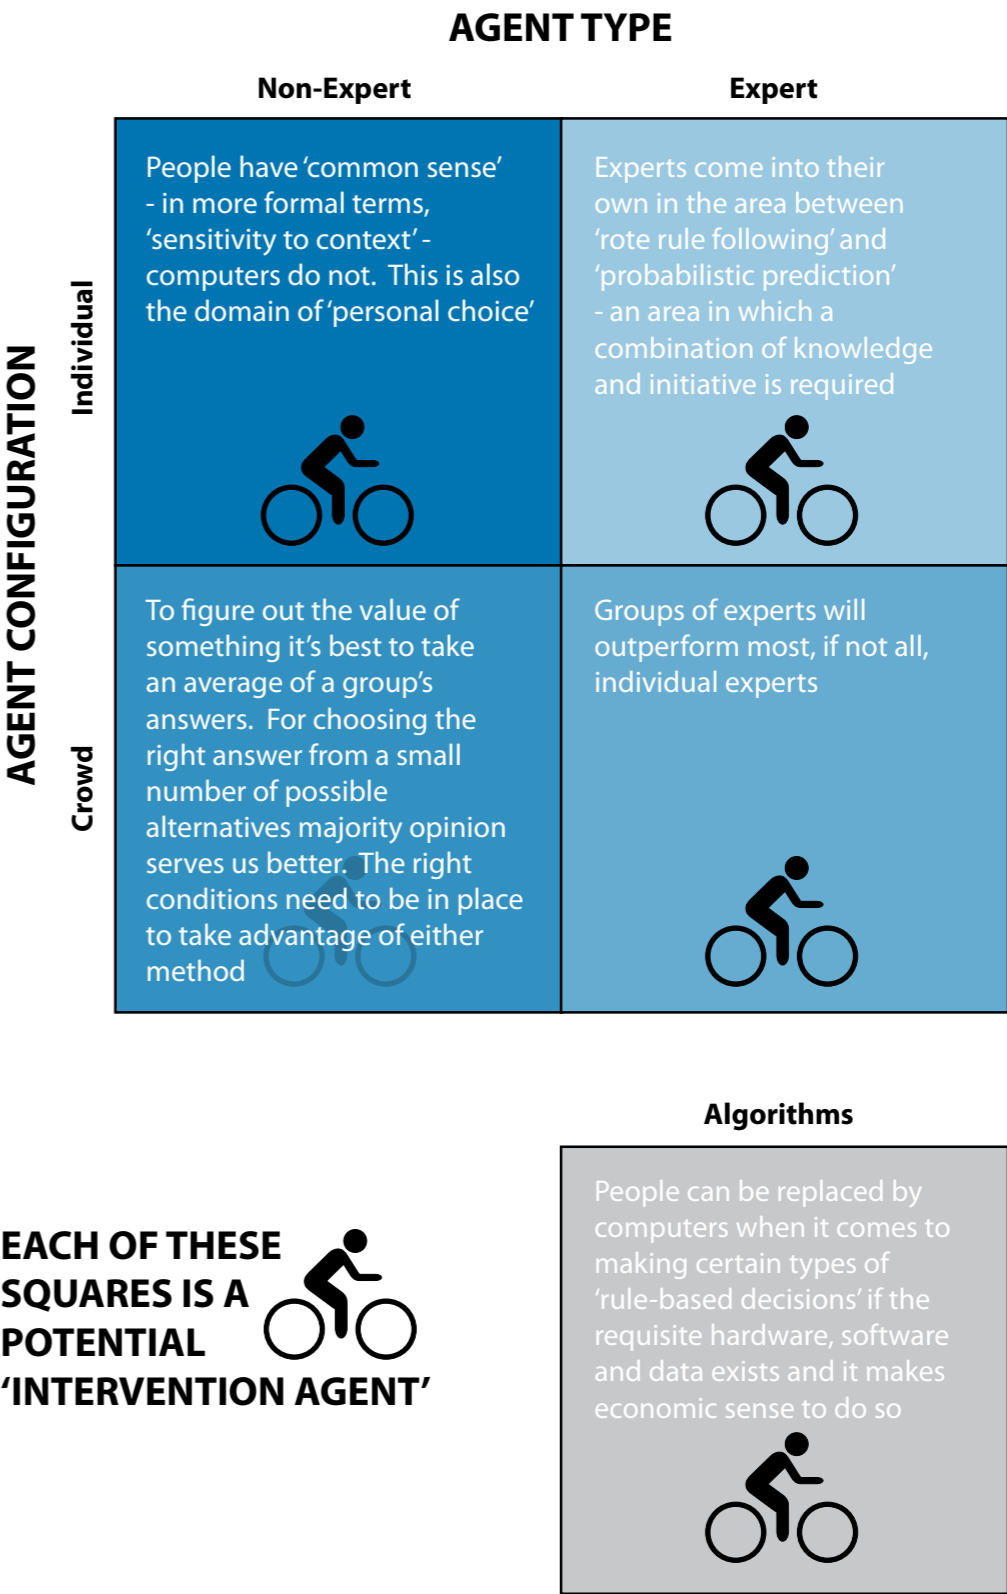 AGENT TYPE
Non-Expert
Expert
AGENT CONFIGURATION
Individual
People have ‘common sense’
- in more formal terms,
‘sensitivity to context’ -
computers do not.  This is also
the domain of ‘personal choice’
Experts come into their
own in the area between
‘rote rule following’ and
‘probabilistic prediction’
- an area in which a
combination of knowledge
and initiative is required
Crowd
To figure out the value of
something it’s best to take
an average of a group’s
answers.  For choosing the
right answer from a small
number of possible
alternatives majority opinion
serves us better.  The right
conditions need to be in place
to take advantage of either
method
Groups of experts will
outperform most, if not all,
individual experts
Algorithms
People can be replaced by
computers when it comes to
making certain types of
‘rule-based decisions’ if the
requisite hardware, software
and data exists and it makes
economic sense to do so
EACH OF THESE
SQUARES IS A
POTENTIAL
‘INTERVENTION AGENT’